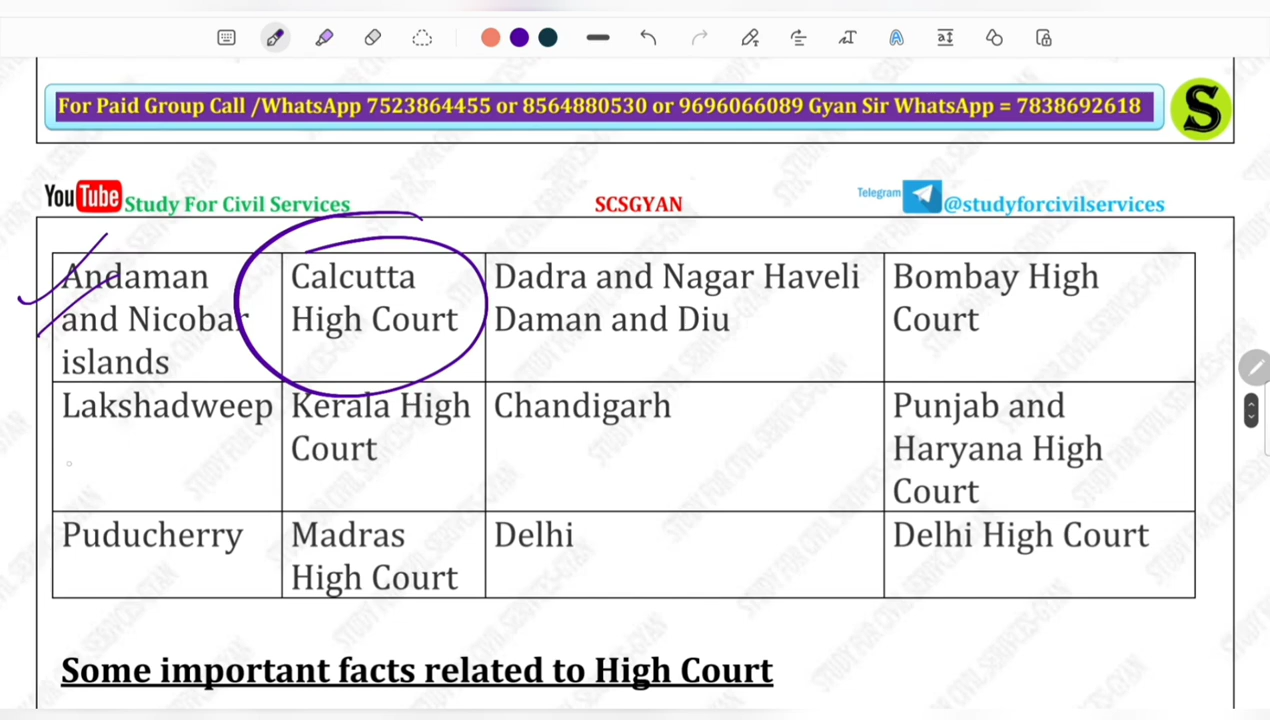 For Paid Group Call /WhatsApp 7523864455 or 8564880530 or 9696066089 Gyan Sir WhatsApp = 7838692618
S
YouTube Study For Civil Services
SCSGYAN
Telegram @studyforcivilservices
Andaman and Nicobar islands
Calcutta High Court
Dadra and Nagar Haveli Daman and Diu
Bombay High Court
Lakshadweep
Kerala High Court
Chandigarh
Punjab and Haryana High Court
Puducherry
Madras High Court
Delhi
Delhi High Court
Some important facts related to High Court